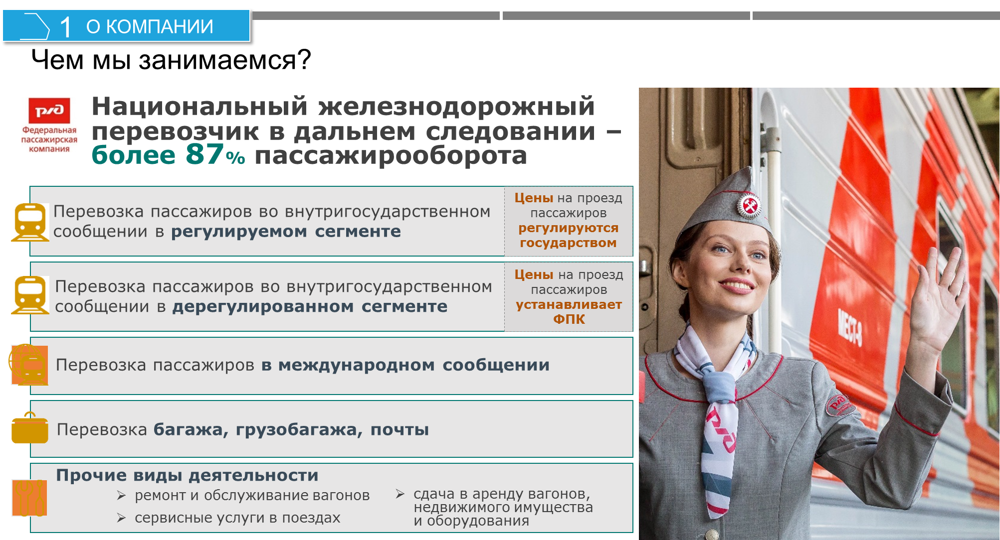 1 О КОМПАНИИ
Чем мы занимаемся?
ржд
Федеральная
пассажирская
компания
Национальный железнодорожный
перевозчик в дальнем следовании –
более 87% пассажирооборота
Перевозка пассажиров во внутригосударственном
сообщении в регулируемом сегменте
Цены на проезд
пассажиров
регулируются
государством
Перевозка пассажиров во внутригосударственном
сообщении в дерегулированном сегменте
Цены на проезд
пассажиров
устанавливает
ФПК
Перевозка пассажиров в международном сообщении
Перевозка багажа, грузобагажа, почты
Прочие виды деятельности
➢ ремонт и обслуживание вагонов
➢ сервисные услуги в поездах
➢ сдача в аренду вагонов,
недвижимого имущества
и оборудования
МЕСТ-8
ржд
ржд